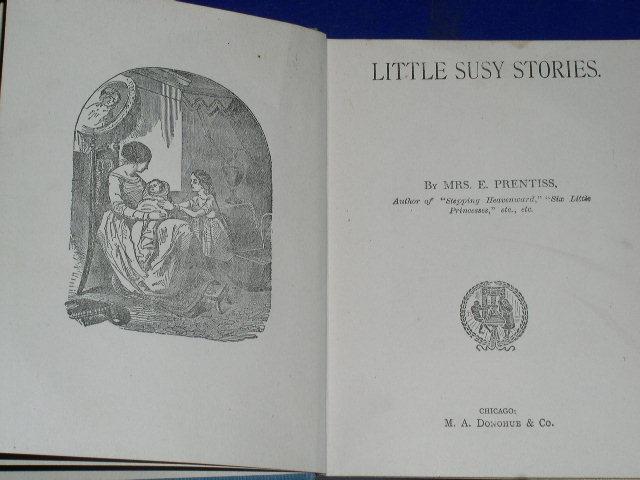 LITTLE SUSY STORIES.
BY MRS. E. PRENTISS,
Author of "Stepping Heavenward," "Six Little
Princesses," etc., etc.
CHICAGO:
M. A. DONOHUE & CO.